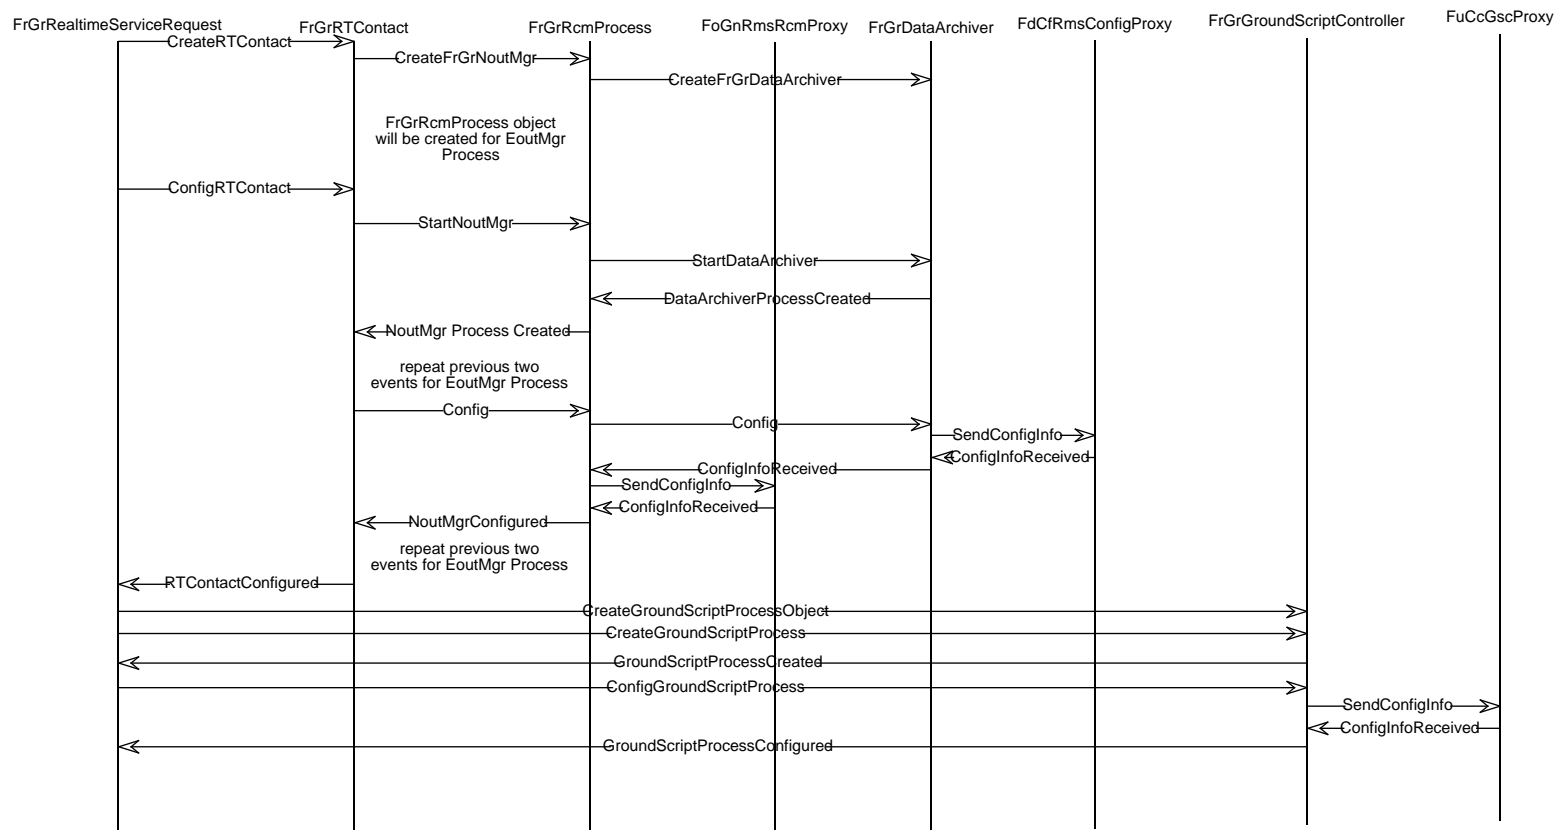 FrGrRealtimeServiceRequest
FrGrRTContact
FrGrRcmProcess
FoGnRmsRcmProxy
FrGrDataArchiver
FdCfRmsConfigProxy
FrGrGroundScriptController
FuCcGscProxy
CreateRTContact
CreateFrGrNoutMgr
CreateFrGrDataArchiver
FrGrRcmProcess object
will be created for EoutMgr
Process
ConfigRTContact
StartNoutMgr
StartDataArchiver
DataArchiverProcessCreated
NoutMgr Process Created
repeat previous two
events for EoutMgr Process
Config
Config
SendConfigInfo
ConfigInfoReceived
ConfigInfoReceived
SendConfigInfo
ConfigInfoReceived
NoutMgrConfigured
repeat previous two
events for EoutMgr Process
RTContactConfigured
CreateGroundScriptProcessObject
CreateGroundScriptProcess
GroundScriptProcessCreated
ConfigGroundScriptProcess
SendConfigInfo
ConfigInfoReceived
GroundScriptProcessConfigured